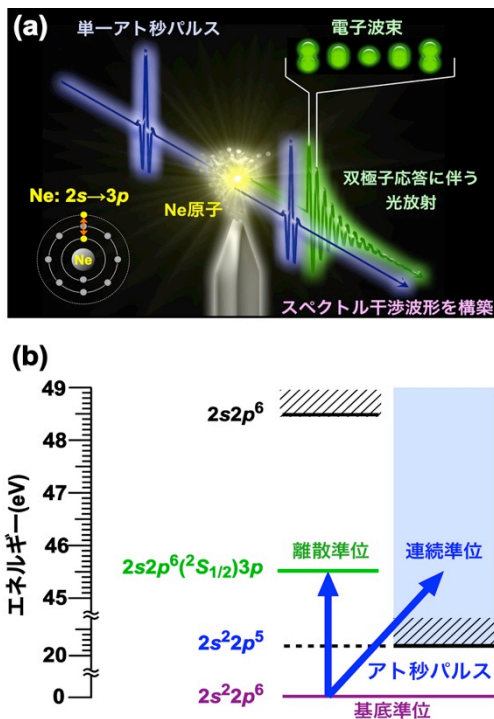 (a)
単一アト秒パルス
電子波束
Ne: 2s→3p
Ne
Ne原子
双極子応答に伴う
光放射
スペクトル干渉波形を構築
(b)
エネルギー(eV)
49
48
47
46
45
20
0
2s2p⁶
2s2p⁶(²S₁/₂)3p
離散準位
連続準位
2s²2p⁵
アト秒パルス
2s²2p⁶
基底準位